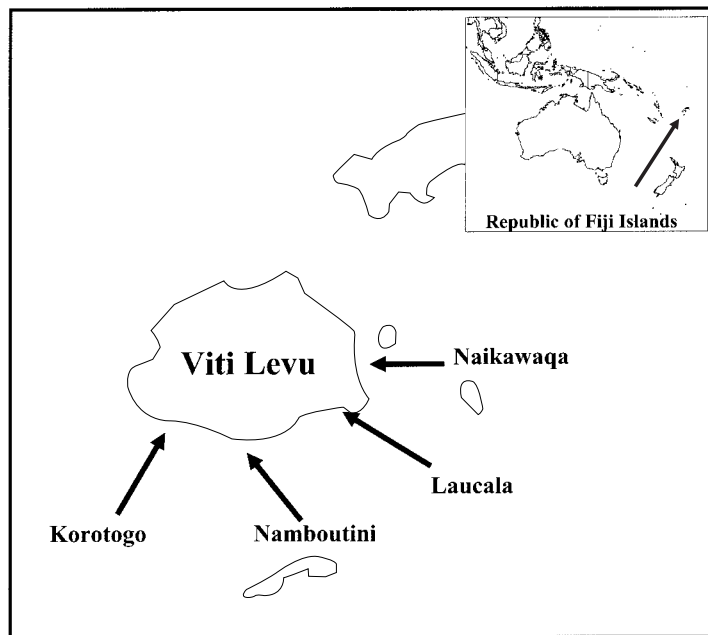 Republic of Fiji Islands
Viti Levu
Naikawaqa
Laucala
Korotogo
Namboutini